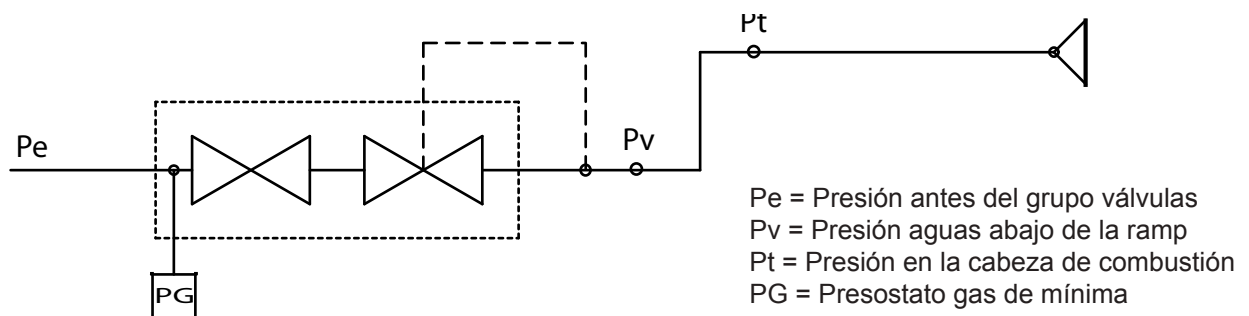 Pt
Pe
Pv
PG
Pe = Presión antes del grupo válvulas
Pv = Presión aguas abajo de la ramp
Pt = Presión en la cabeza de combustión
PG = Presostato gas de mínima